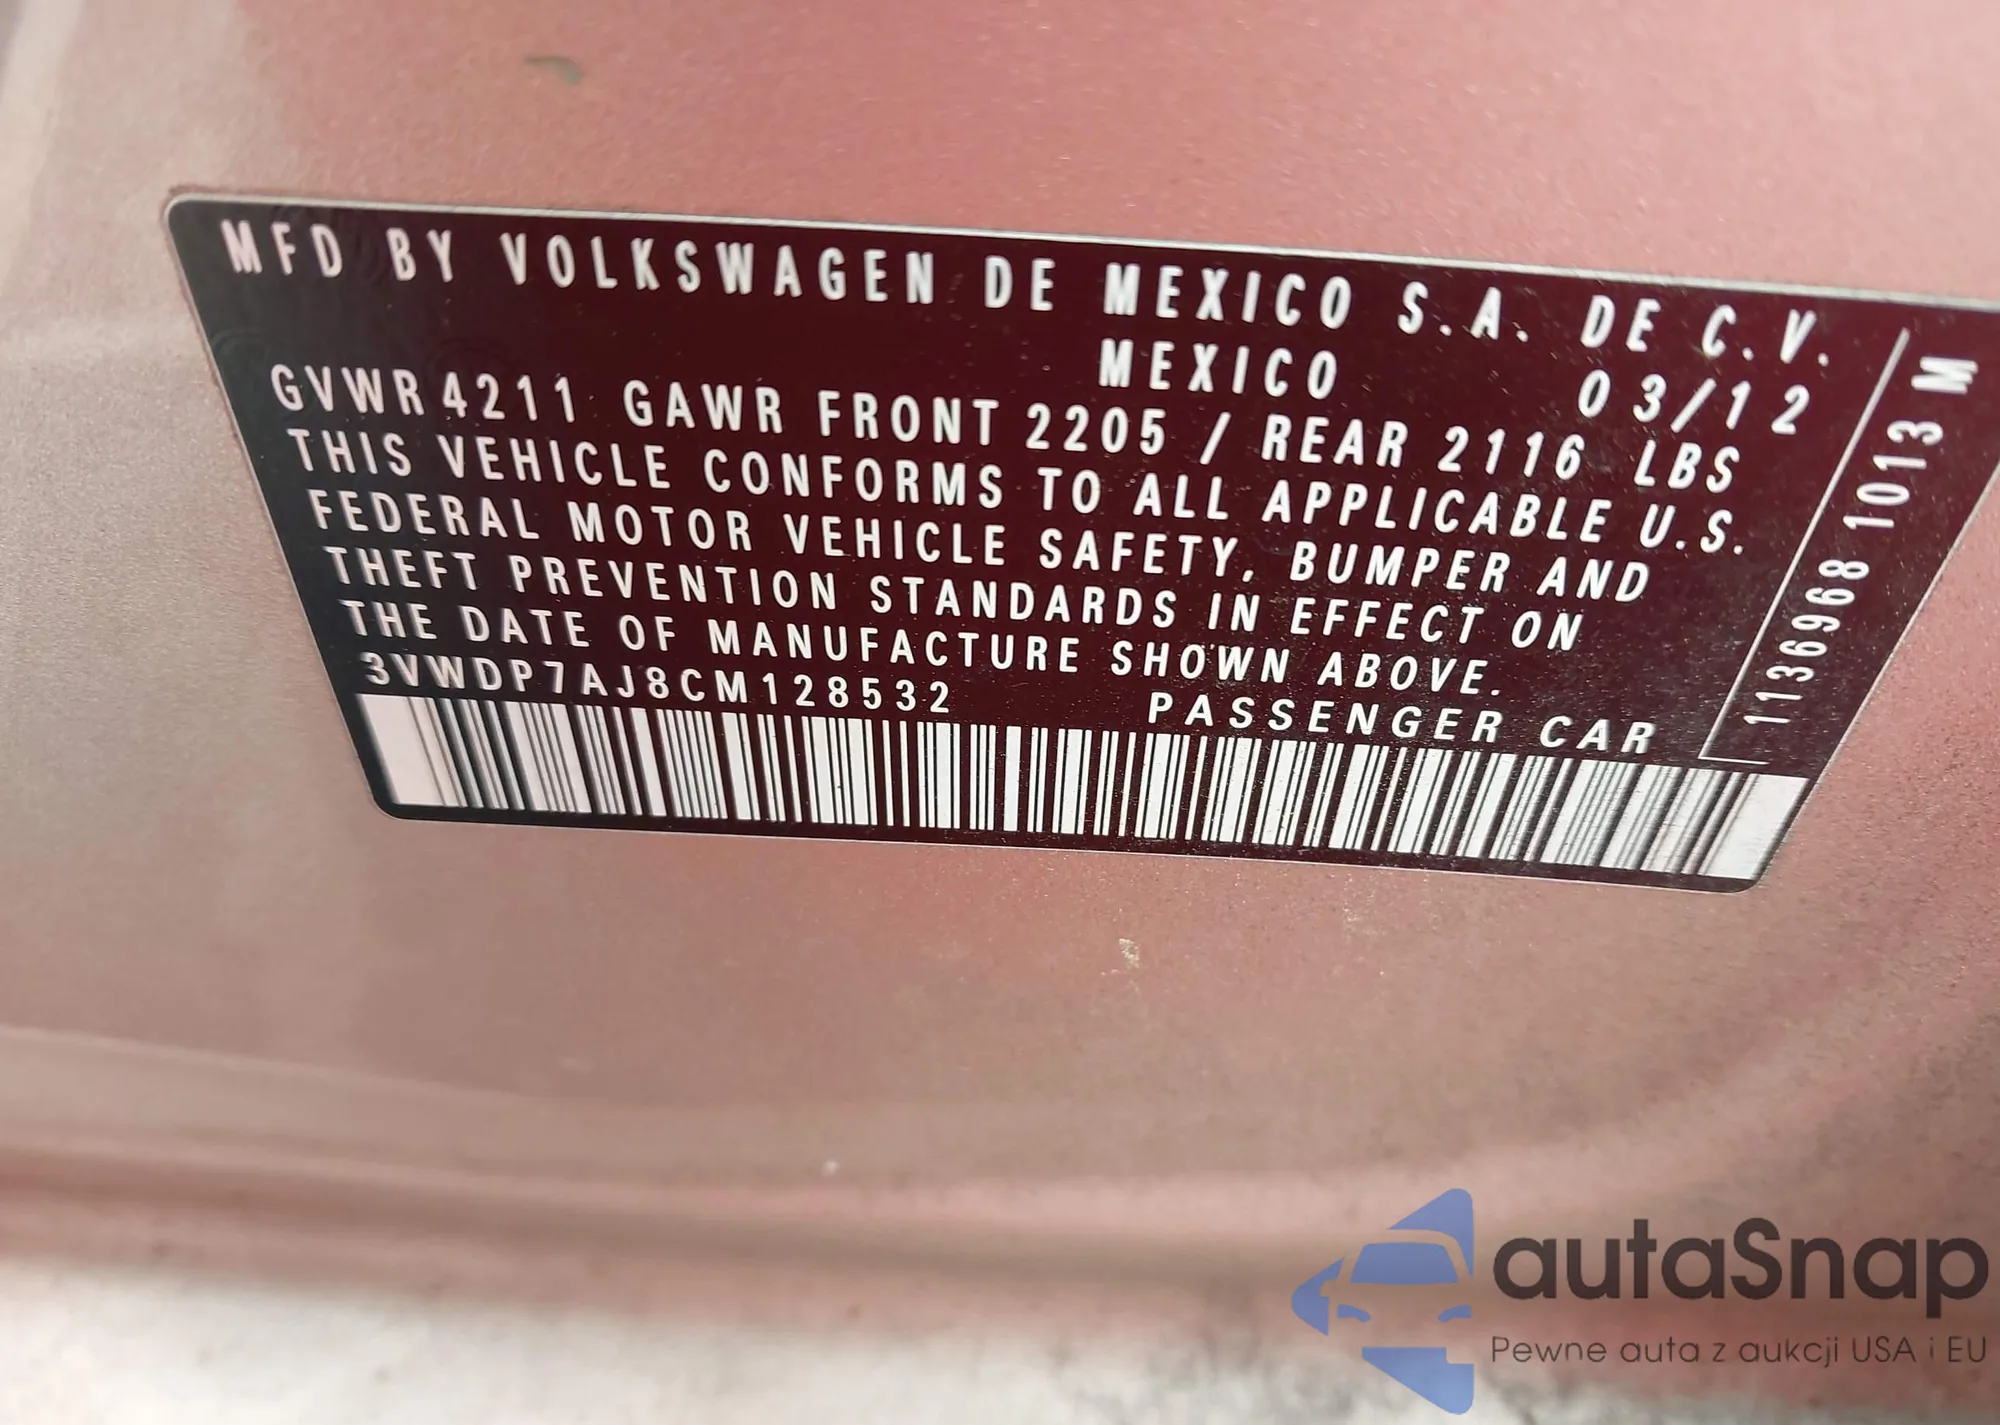 MFD BY VOLKSWAGEN DE MEXICO S.A. DE C.V.
MEXICO 03/12
GVWR 4211 GAWR FRONT 2205 / REAR 2116 LBS
THIS VEHICLE CONFORMS TO ALL APPLICABLE U.S.
FEDERAL MOTOR VEHICLE SAFETY, BUMPER AND
THEFT PREVENTION STANDARDS IN EFFECT ON
THE DATE OF MANUFACTURE SHOWN ABOVE.
3VWDP7AJ8CM128532 PASSENGER CAR
1136968 1013 M
autaSnap
Pewne auta z aukcji USA i EU